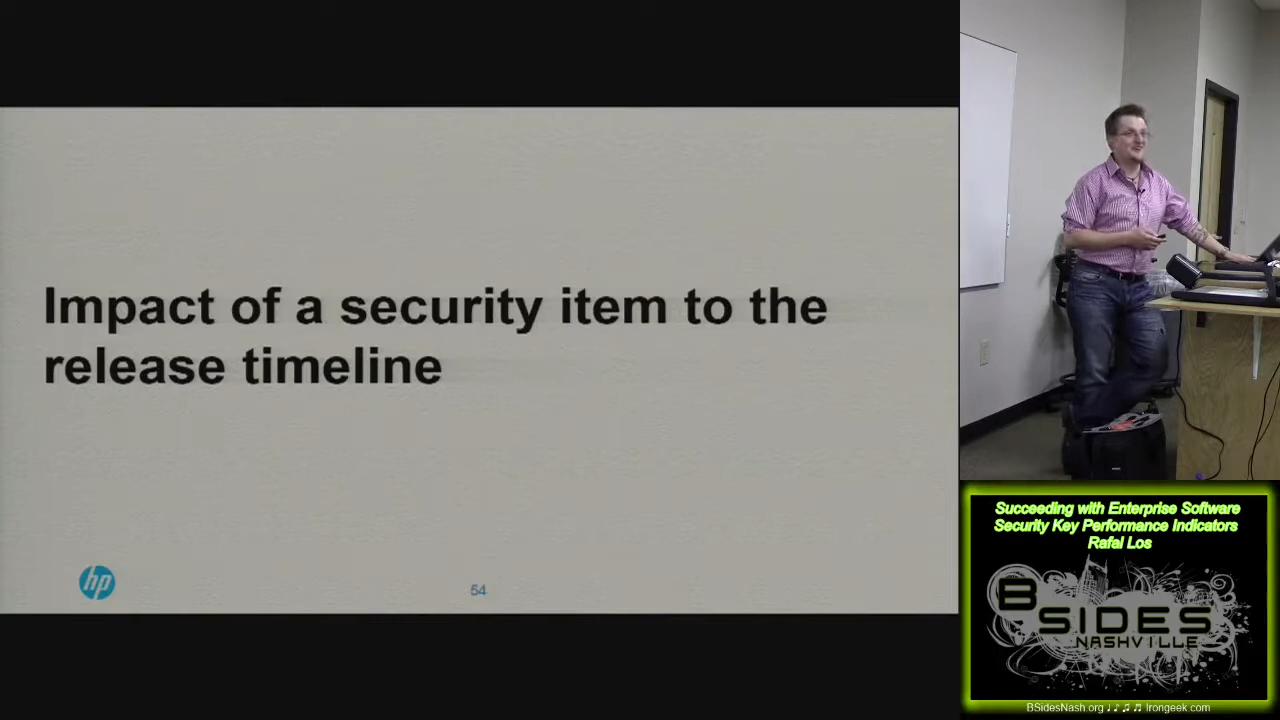 Impact of a security item to the
release timeline
hp
54
Succeeding with Enterprise Software
Security Key Performance Indicators
Rafal Los
BSIDES
NASHVILLE
BSidesNash.org ♩ ♪ ♫ ♬ Irongeek.com